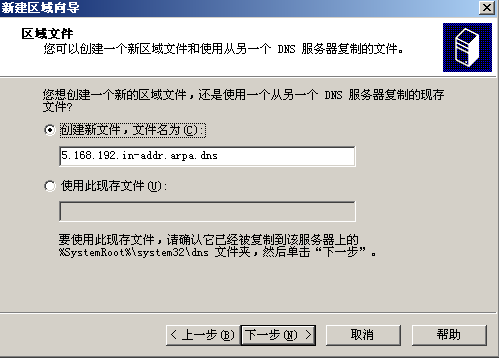 新建区域向导
区域文件
您可以创建一个新区域文件和使用从另一个 DNS 服务器复制的文件。
您想创建一个新的区域文件，还是使用一个从另一个 DNS 服务器复制的现存
文件?
创建新文件，文件名为(C):
5.168.192.in-addr.arpa.dns
使用此现存文件(U):
要使用此现存文件，请确认它已经被复制到该服务器上的
%SystemRoot%\system32\dns 文件夹，然后单击“下一步”。
< 上一步(B) 下一步(N) > 取消 帮助